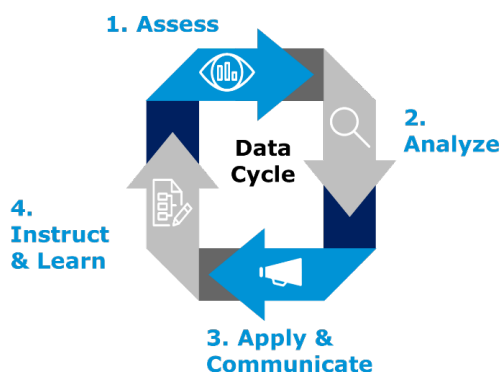 1. Assess
2.
Analyze
Data
Cycle
4.
Instruct
& Learn
3. Apply &
Communicate